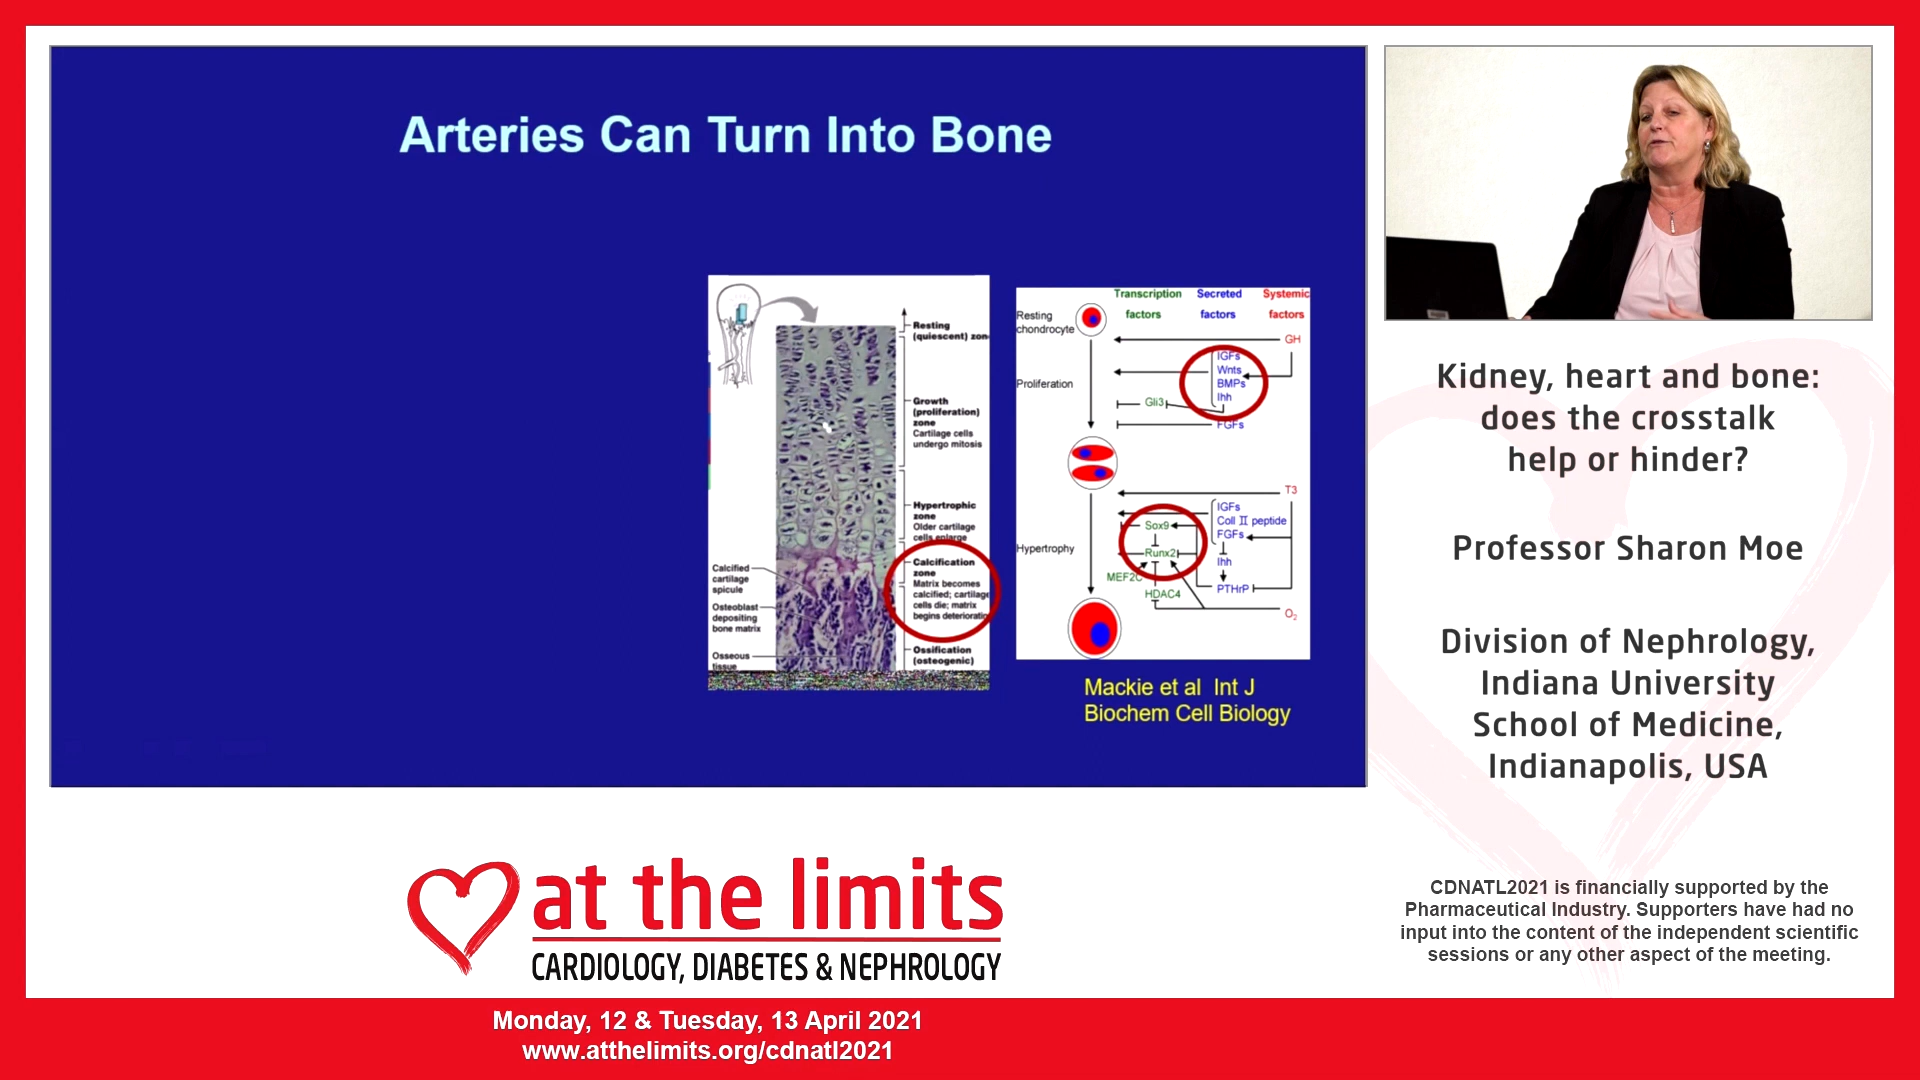 Arteries Can Turn Into Bone
Resting
(quiescent) zone
Growth
(proliferation)
zone
Cartilage cells
undergo mitosis
Hypertrophic
zone
Older cartilage
cells enlarge
Calcification
zone
Matrix becomes
calcified; cartilage
cells die; matrix
begins deterioratio
Ossification
(osteogenic)
Calcified
cartilage
spicule
Osteoblast
depositing
bone matrix
Osseous
tissue
Transcription Secreted Systemic
factors factors factors
Resting
chondrocyte
GH
IGFs
Wnts
BMPs
Ihh
Proliferation
Gli3
FGFs
T3
IGFs
Coll II peptide
FGFs
Sox9
Hypertrophy
Runx2
Ihh
MEF2C
PTHrP
HDAC4
O2
Mackie et al Int J
Biochem Cell Biology
Kidney, heart and bone:
does the crosstalk
help or hinder?
Professor Sharon Moe
Division of Nephrology,
Indiana University
School of Medicine,
Indianapolis, USA
CDNATL2021 is financially supported by the
Pharmaceutical Industry. Supporters have had no
input into the content of the independent scientific
sessions or any other aspect of the meeting.
at the limits
CARDIOLOGY, DIABETES & NEPHROLOGY
Monday, 12 & Tuesday, 13 April 2021
www.atthelimits.org/cdnatl2021